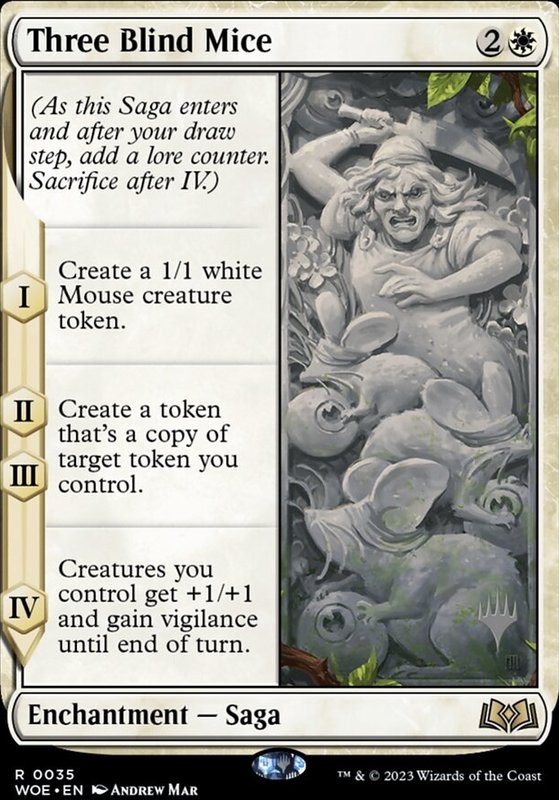 Three Blind Mice
2
(As this Saga enters
and after your draw
step, add a lore counter.
Sacrifice after IV.)
I
Create a 1/1 white
Mouse creature
token.
II
III
Create a token
that's a copy of
target token you
control.
IV
Creatures you
control get +1/+1
and gain vigilance
until end of turn.
Enchantment — Saga
R 0035
WOE • EN Andrew Mar
™ & © 2023 Wizards of the Coast